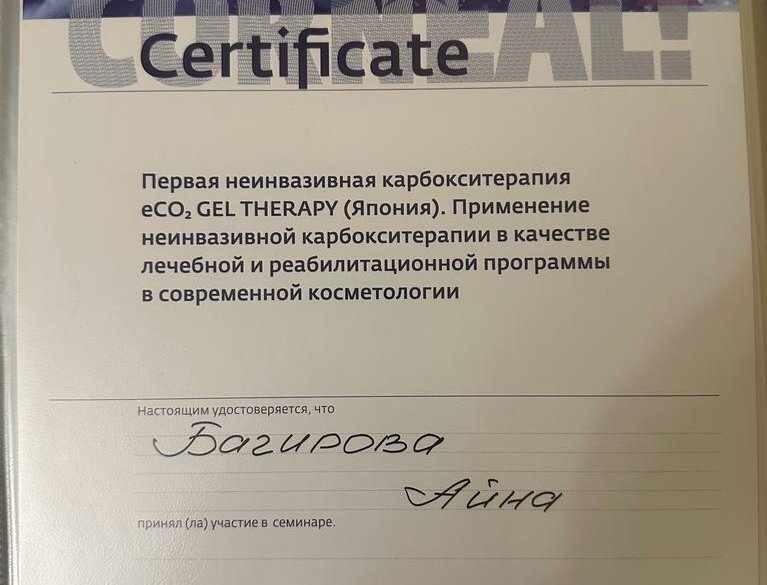 CORNEAL!
Certificate
Первая неинвазивная карбокситерапия
eCO₂ GEL THERAPY (Япония). Применение
неинвазивной карбокситерапии в качестве
лечебной и реабилитационной программы
в современной косметологии
Настоящим удостоверяется, что
Багирова
Айна
принял (ла) участие в семинаре.